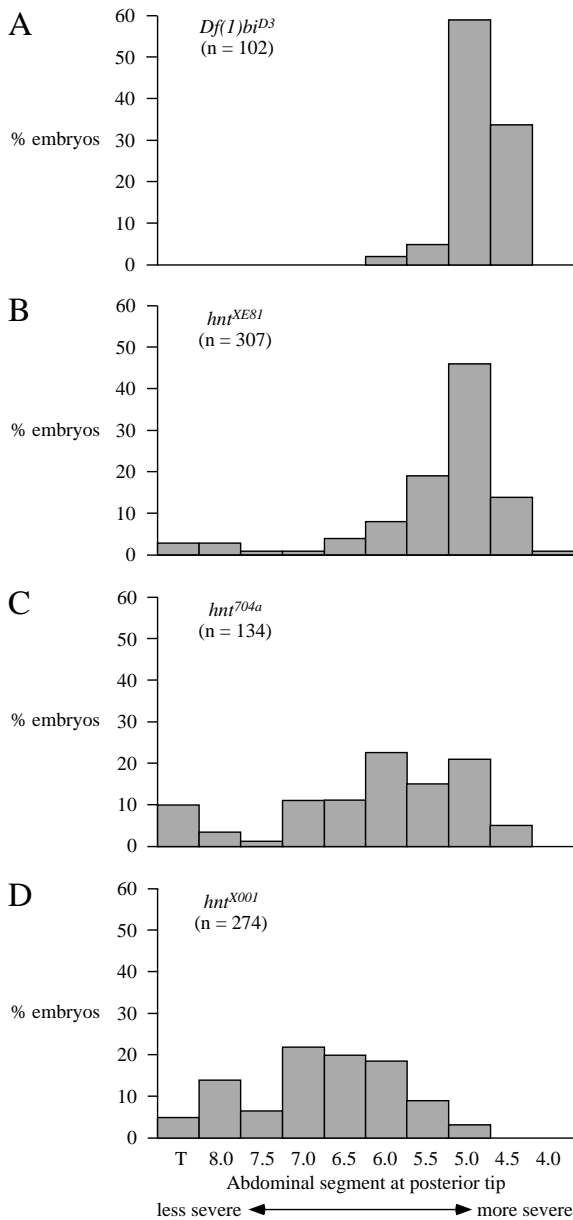 A
Df(1)bi^D3
(n = 102)
60
50
40
% embryos
30
20
10
0
B
hnt^XE81
(n = 307)
60
50
40
% embryos
30
20
10
0
C
hnt^704a
(n = 134)
60
50
40
% embryos
30
20
10
0
D
hnt^X001
(n = 274)
60
50
40
% embryos
30
20
10
0
T 8.0 7.5 7.0 6.5 6.0 5.5 5.0 4.5 4.0
Abdominal segment at posterior tip
less severe more severe